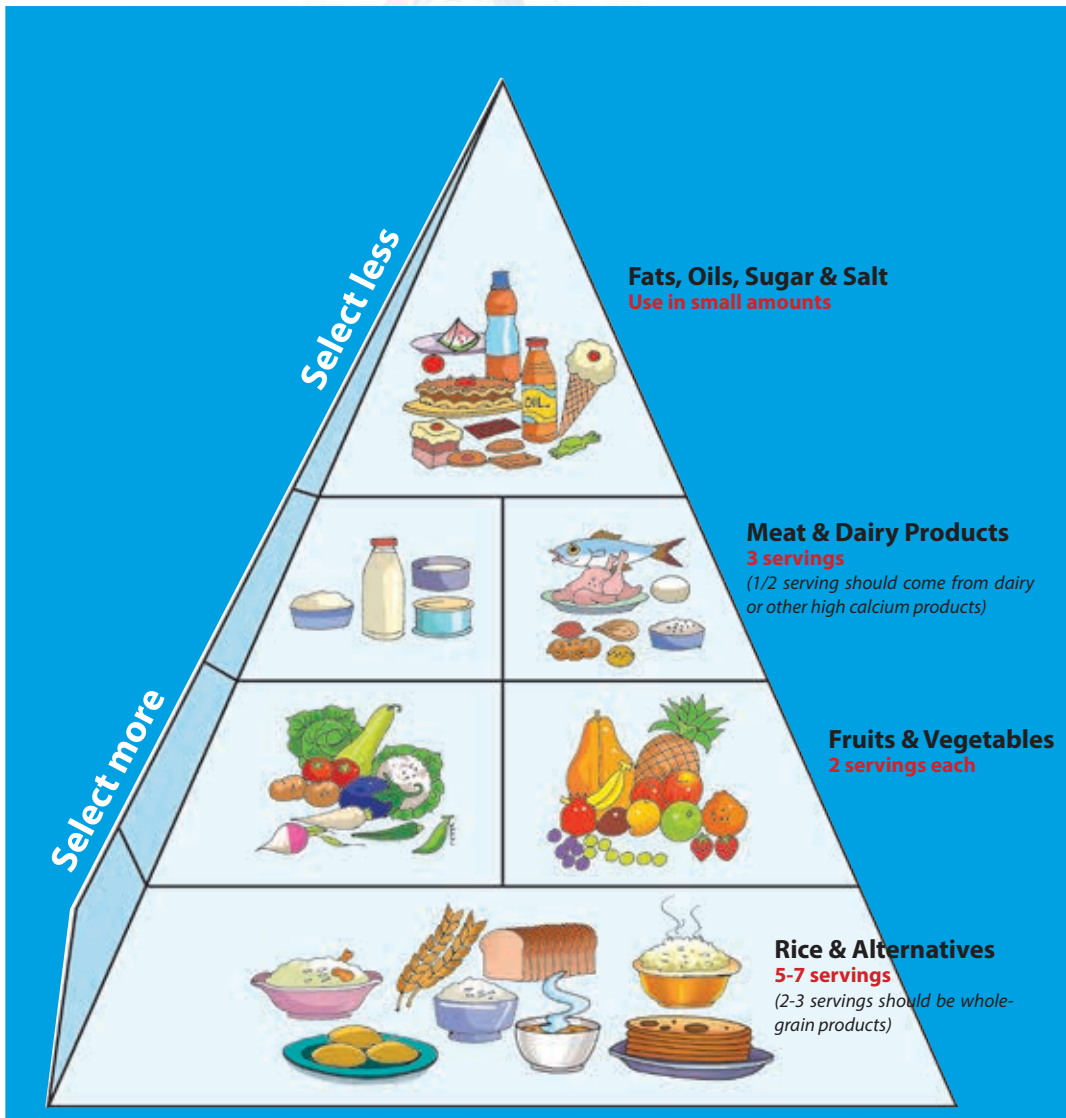 Select less
Fats, Oils, Sugar & Salt
Use in small amounts
OIL
Meat & Dairy Products
3 servings
(1/2 serving should come from dairy
or other high calcium products)
Select more
Fruits & Vegetables
2 servings each
Rice & Alternatives
5-7 servings
(2-3 servings should be whole-
grain products)